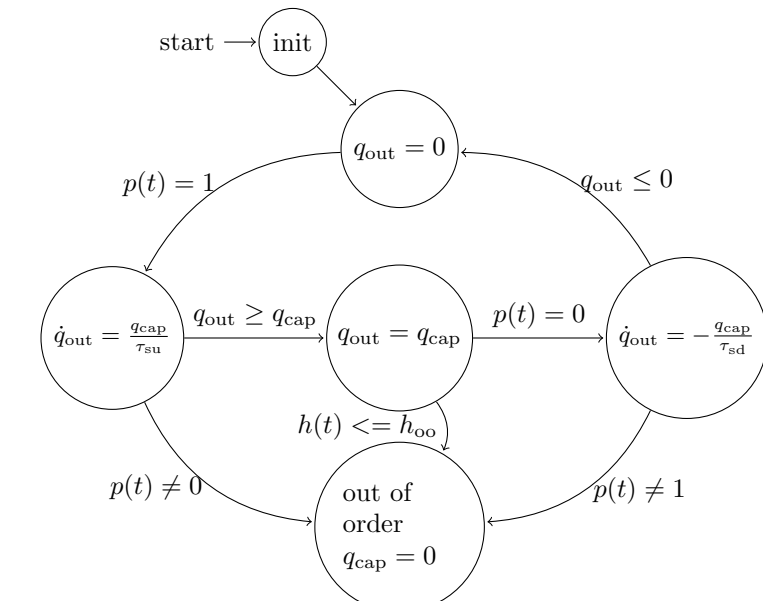 start
init
q_out = 0
p(t) = 1
q_out ≤ 0
q̇_out = q_cap/τ_su
q_out ≥ q_cap
q_out = q_cap
p(t) = 0
q̇_out = −q_cap/τ_sd
h(t) <= h_oo
p(t) ≠ 0
out of
order
q_cap = 0
p(t) ≠ 1